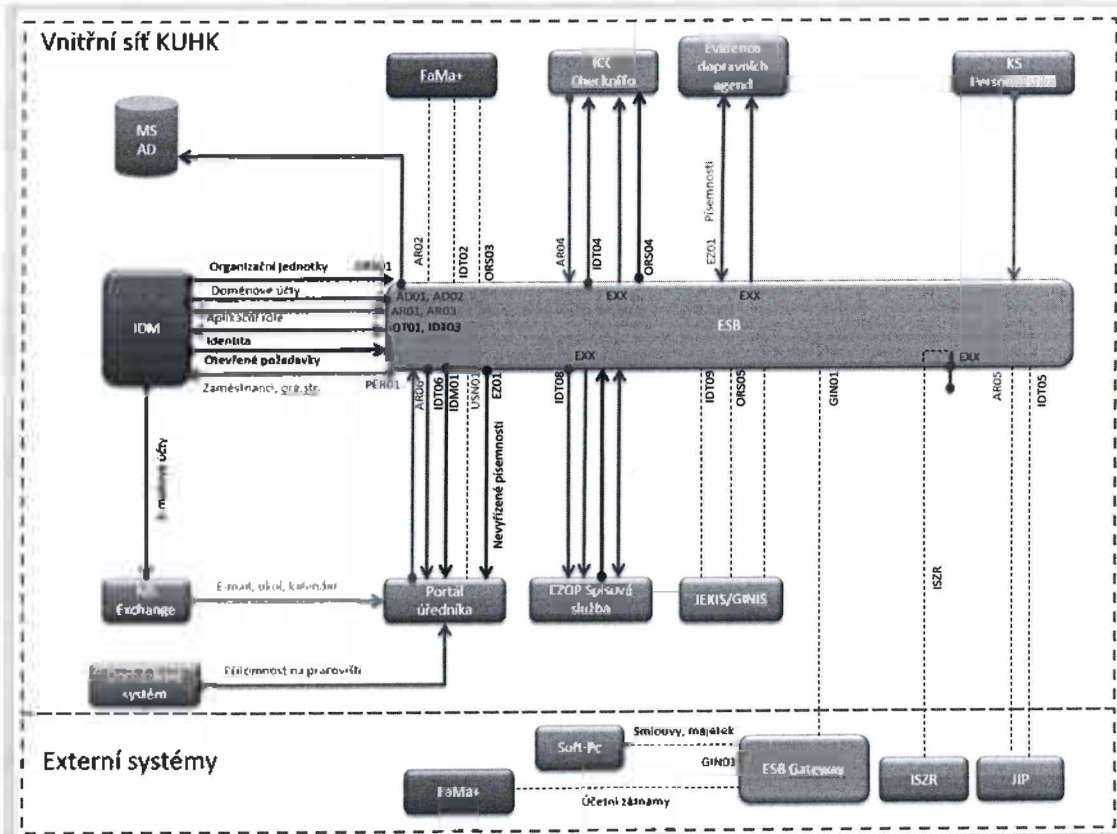 Vnitřní síť KUHK
FaMa+
ICC
Evidence
dopravních
agend
KS
MS
AD
AR02
IDT02
ORS03
AR04
IDT04
ORS04
EZ01
Písemnosti
Organizační jednotky
Doménové účty
Aplikační role
Identita
Otevřené požadavky
Zaměstnanci, org.str.
IDM
AD01, AD02
AR01, AR03
IDT03
PER01
EXX
EXX
ESB
EXX
EXX
AR06
IDT06
IDM01
USN01
EZ01
Nevyřízené písemnosti
IDT08
IDT09
ORS05
GIN01
AR05
IDT05
ISZR
účty
Exchange
E-mail, úkol, kalendář
Portál
úředníka
Spisová
služba
JEKIS/GINIS
systém
Přítomnost na pracovišti
Externí systémy
Soft-Pc
Smlouvy, majetek
GIN01
ESB Gateway
FaMa+
Účetní záznamy
ISZR
JIP